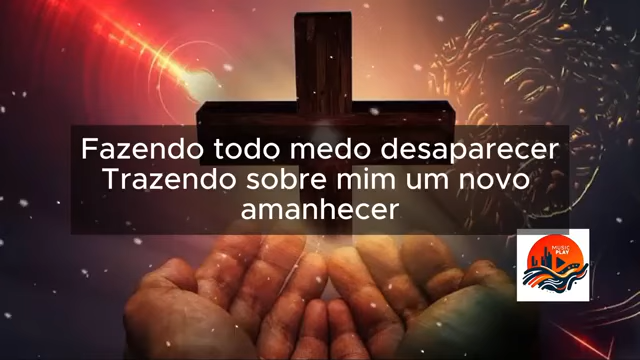 Fazendo todo medo desaparecer
Trazendo sobre mim um novo
amanhecer
MUSIC
PLAY